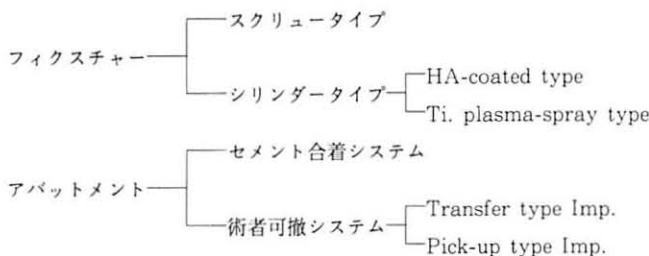 スクリュータイプ
フィクスチャー
HA-coated type
シリンダータイプ
Ti. plasma-spray type
セメント合着システム
アバットメント
Transfer type Imp.
術者可撤システム
Pick-up type Imp.